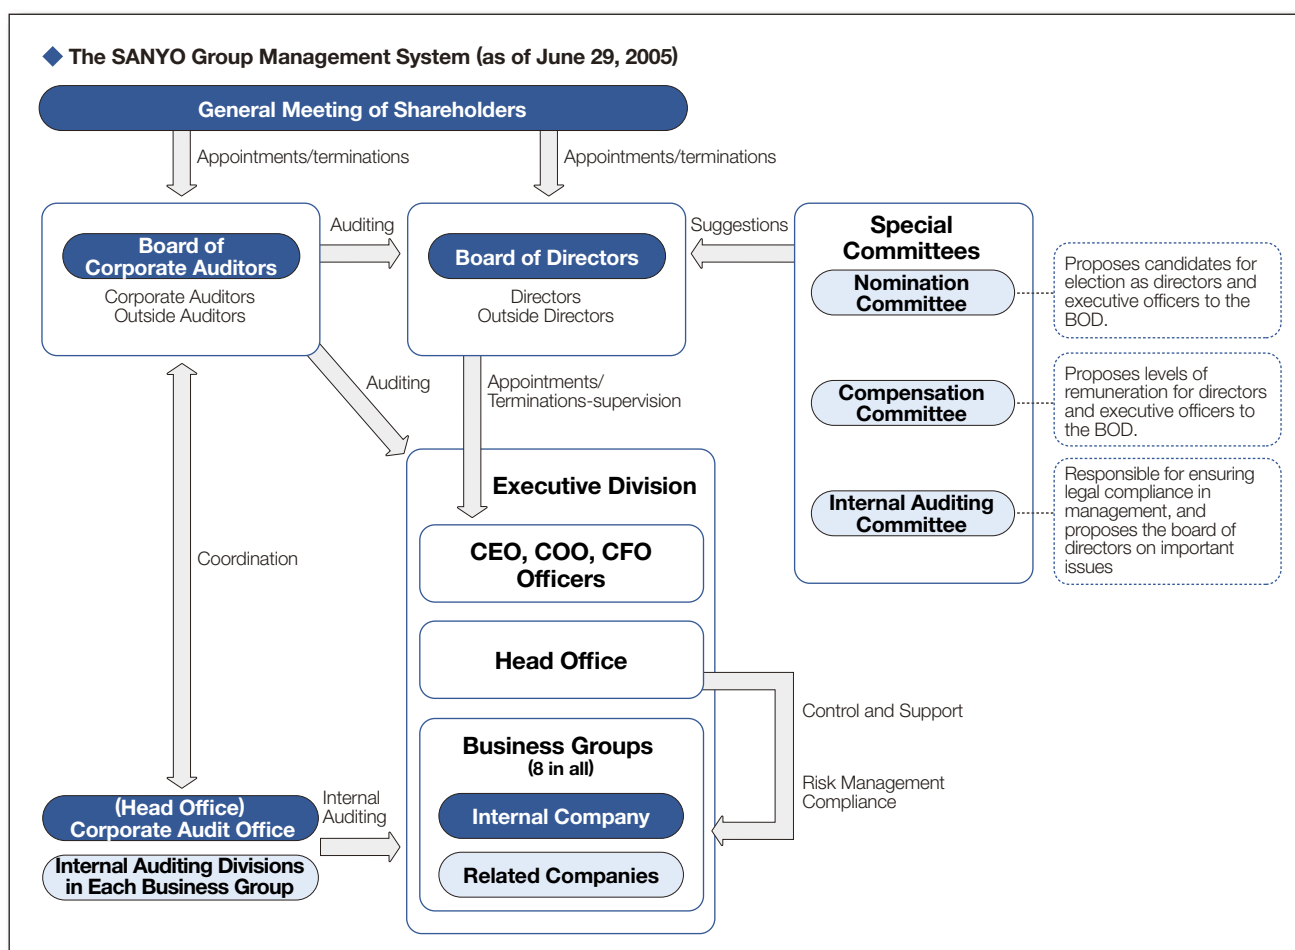 ◆ The SANYO Group Management System (as of June 29, 2005)
General Meeting of Shareholders
Appointments/terminations
Appointments/terminations
Board of
Corporate Auditors
Corporate Auditors
Outside Auditors
Auditing
Board of Directors
Directors
Outside Directors
Suggestions
Special
Committees
Nomination
Committee
Proposes candidates for
election as directors and
executive officers to the
BOD.
Auditing
Appointments/
Terminations-supervision
Compensation
Committee
Proposes levels of
remuneration for directors
and executive officers to
the BOD.
Internal Auditing
Committee
Responsible for ensuring
legal compliance in
management, and
proposes the board of
directors on important
issues
Executive Division
CEO, COO, CFO
Officers
Coordination
Head Office
Control and Support
Risk Management
Compliance
Business Groups
(8 in all)
Internal Company
Related Companies
(Head Office)
Corporate Audit Office
Internal
Auditing
Internal Auditing Divisions
in Each Business Group